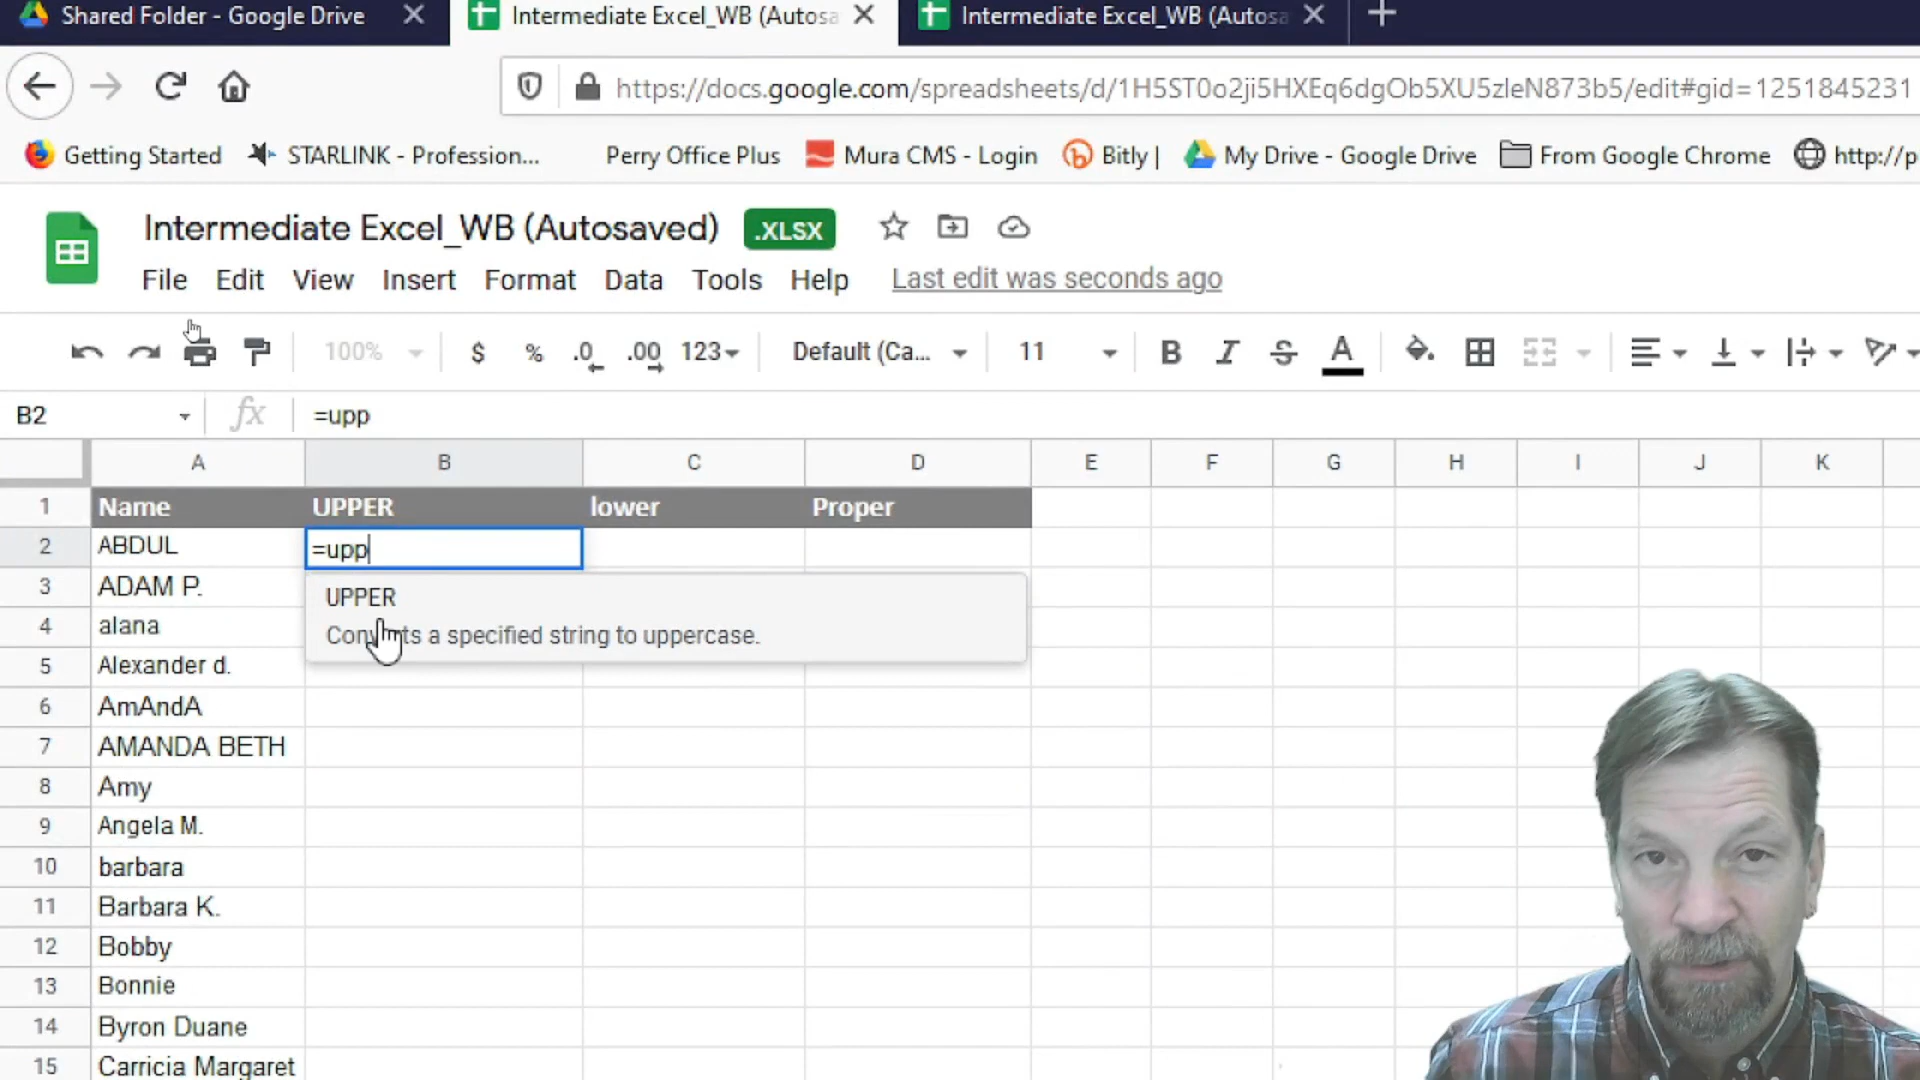 Shared Folder - Google Drive
Intermediate Excel_WB (Autosa
Intermediate Excel_WB (Autosa
https://docs.google.com/spreadsheets/d/1H5ST0o2ji5HXEq6dgOb5XU5zleN873b5/edit#gid=1251845231
Getting Started STARLINK - Profession... Perry Office Plus Mura CMS - Login Bitly | My Drive - Google Drive From Google Chrome http://p
Intermediate Excel_WB (Autosaved) .XLSX
File Edit View Insert Format Data Tools Help Last edit was seconds ago
100% $ % .0 .00 123 Default (Ca... 11 B I S A
B2 fx =upp
A B C D E F G H I J K
1 Name UPPER lower Proper
2 ABDUL =upp
3 ADAM P. UPPER
4 alana Converts a specified string to uppercase.
5 Alexander d.
6 AmAndA
7 AMANDA BETH
8 Amy
9 Angela M.
10 barbara
11 Barbara K.
12 Bobby
13 Bonnie
14 Byron Duane
15 Carricia Margaret